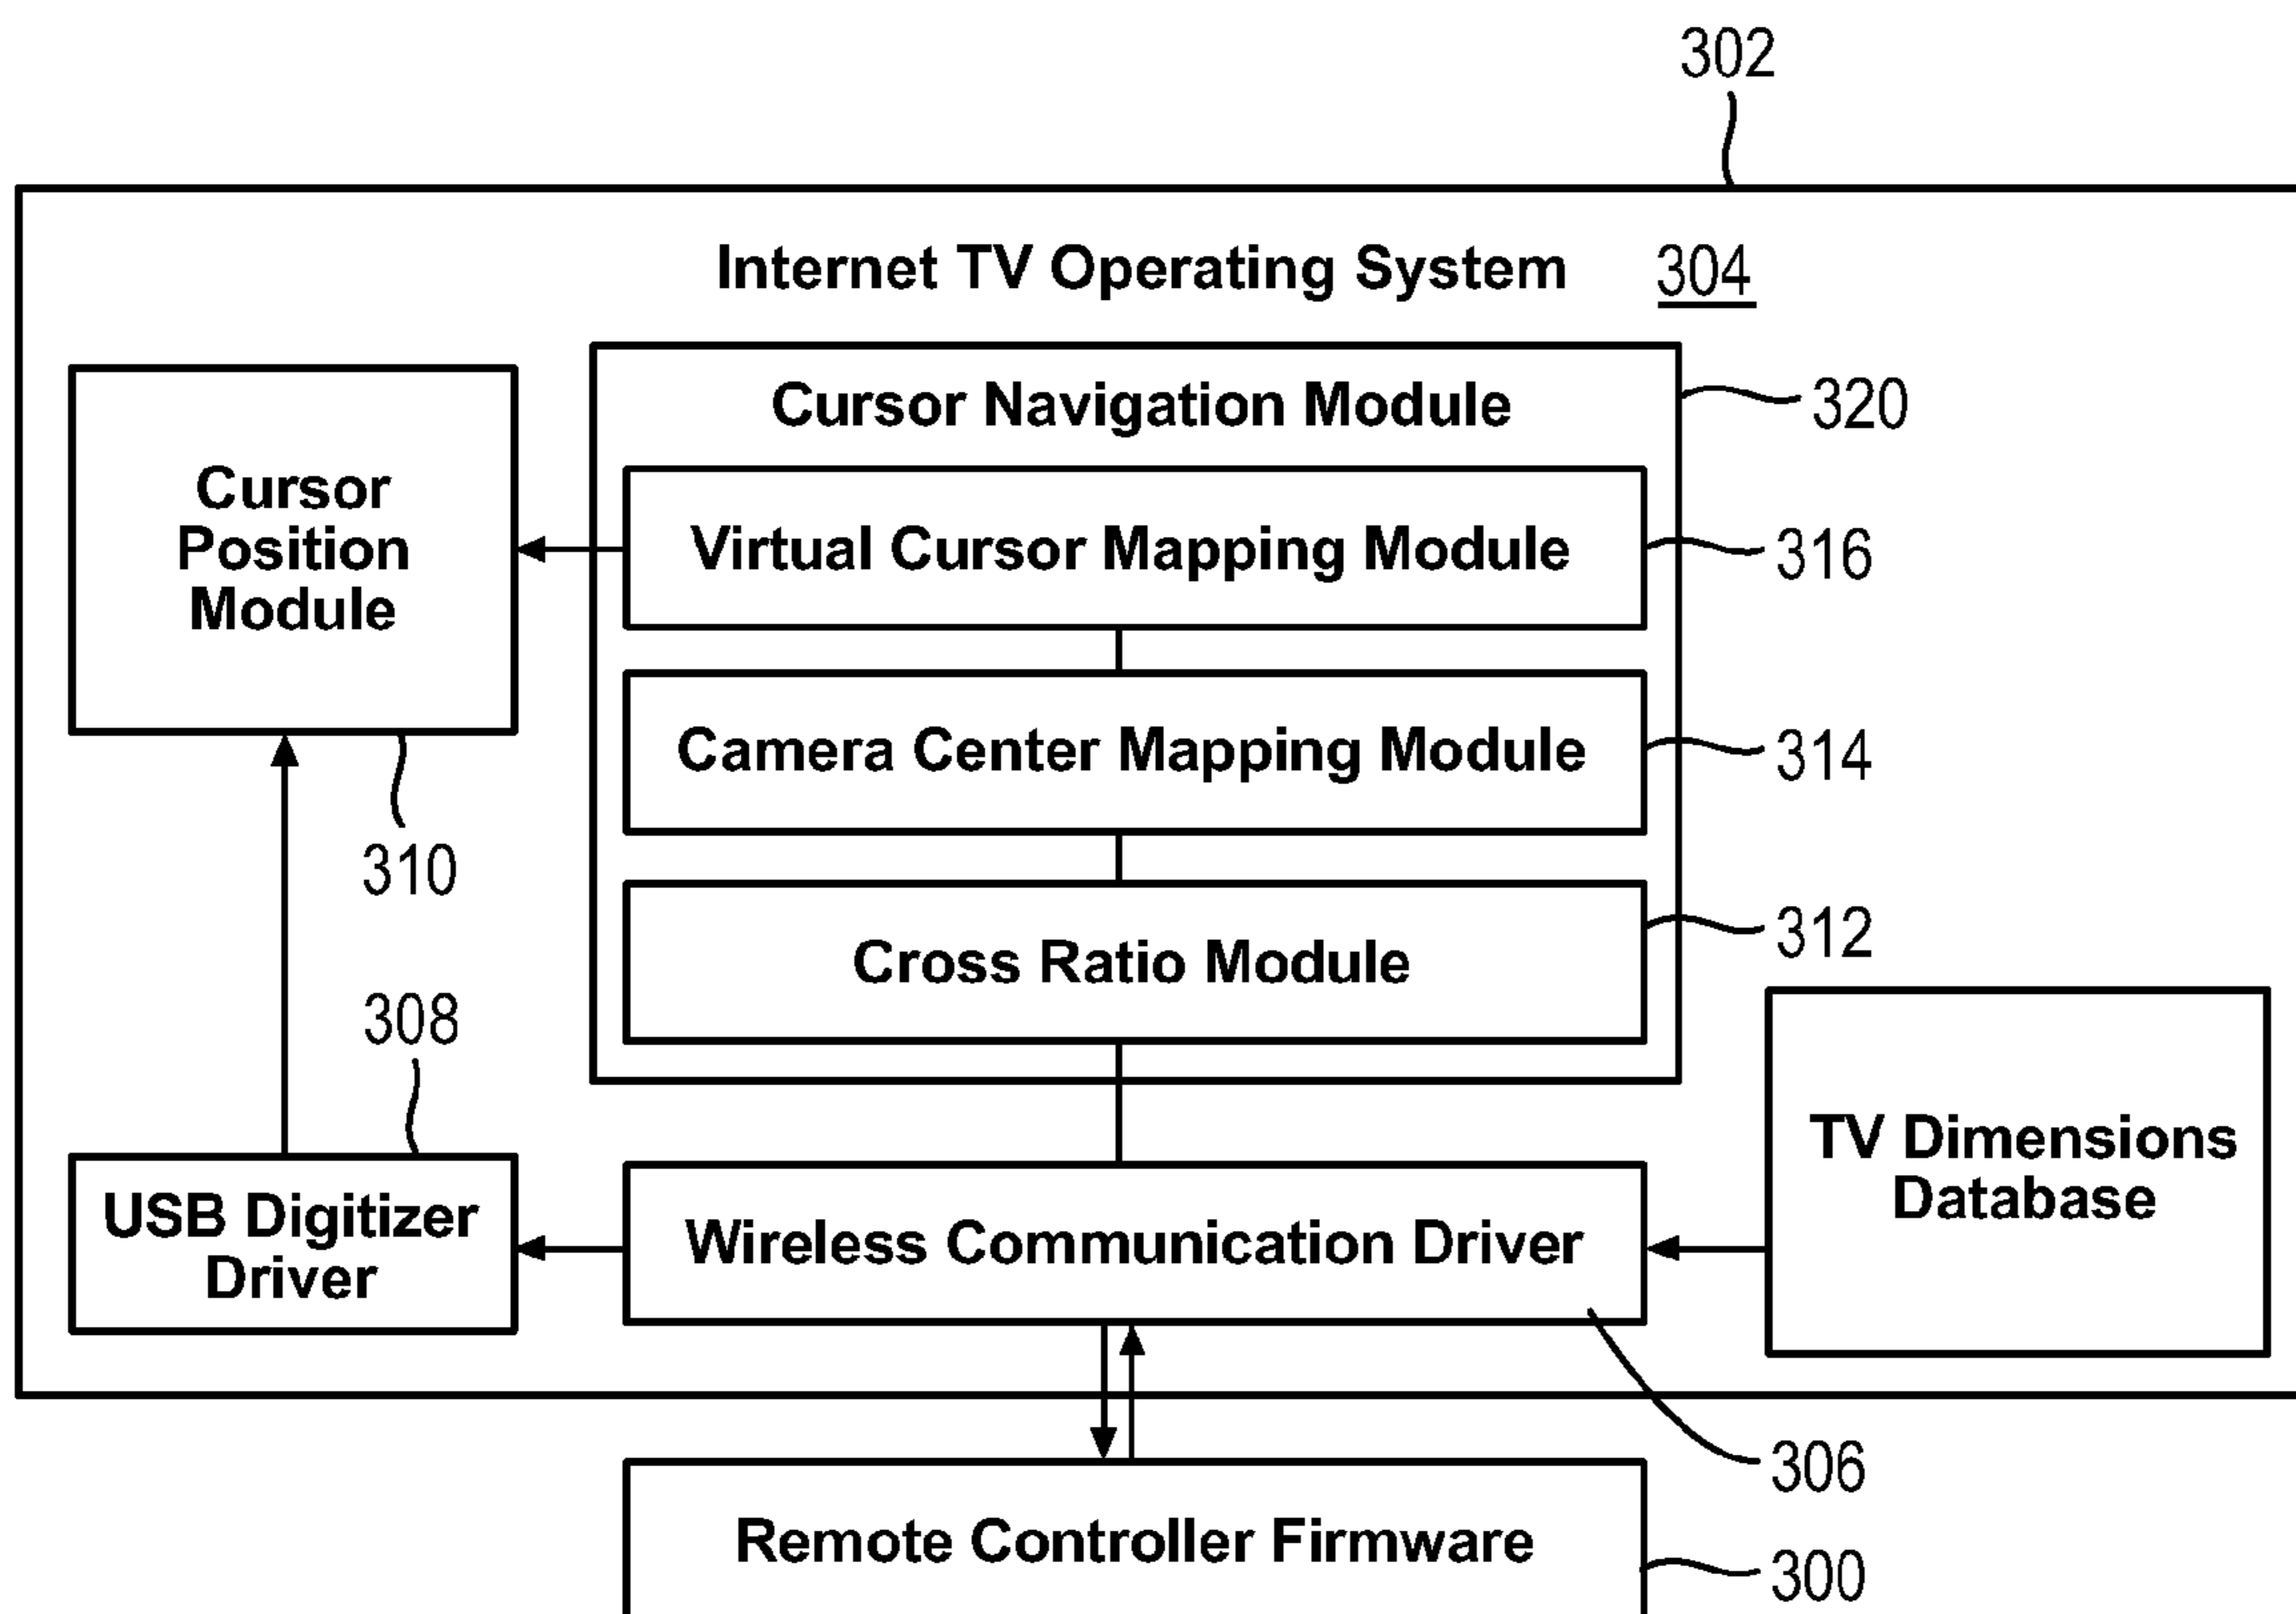 302
Internet TV Operating System 304
Cursor Navigation Module
320
Cursor
Position
Module
Virtual Cursor Mapping Module
316
Camera Center Mapping Module
314
310
Cross Ratio Module
312
308
TV Dimensions
Database
USB Digitizer
Driver
Wireless Communication Driver
306
Remote Controller Firmware
300